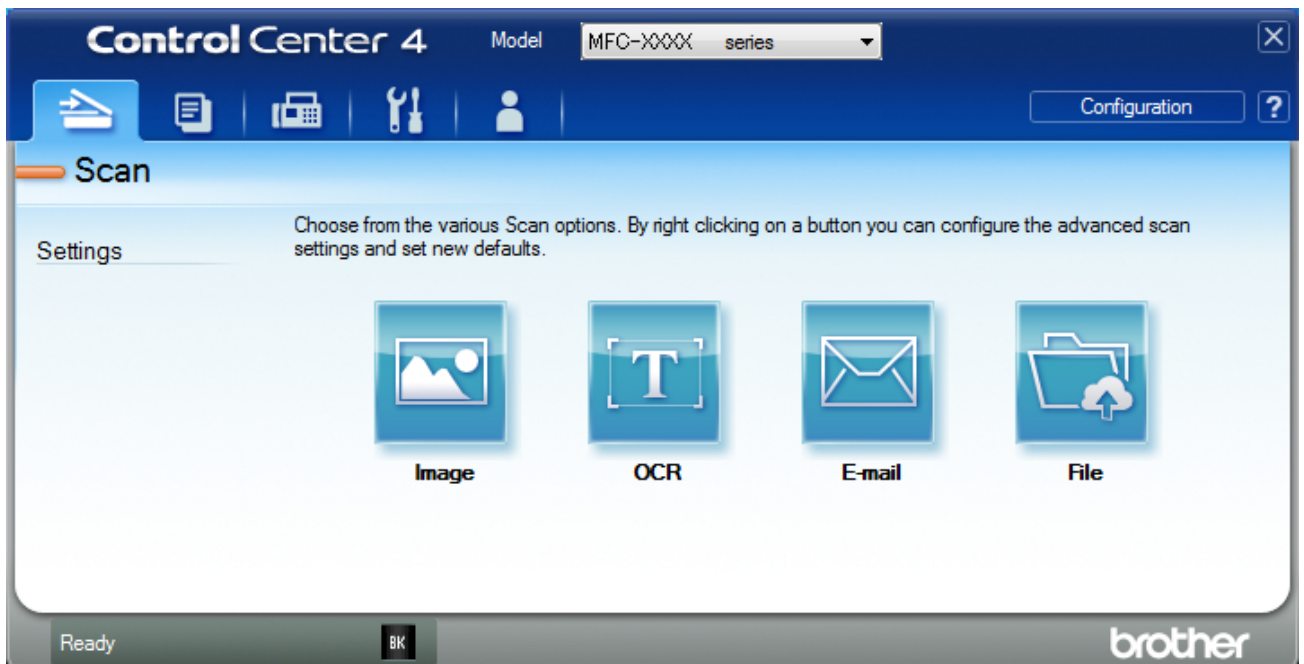 ControlCenter 4 Model MFC-XXXX series
Configuration ?
Scan
Choose from the various Scan options. By right clicking on a button you can configure the advanced scan
settings and set new defaults.
Settings
T
Image OCR E-mail File
Ready BK brother